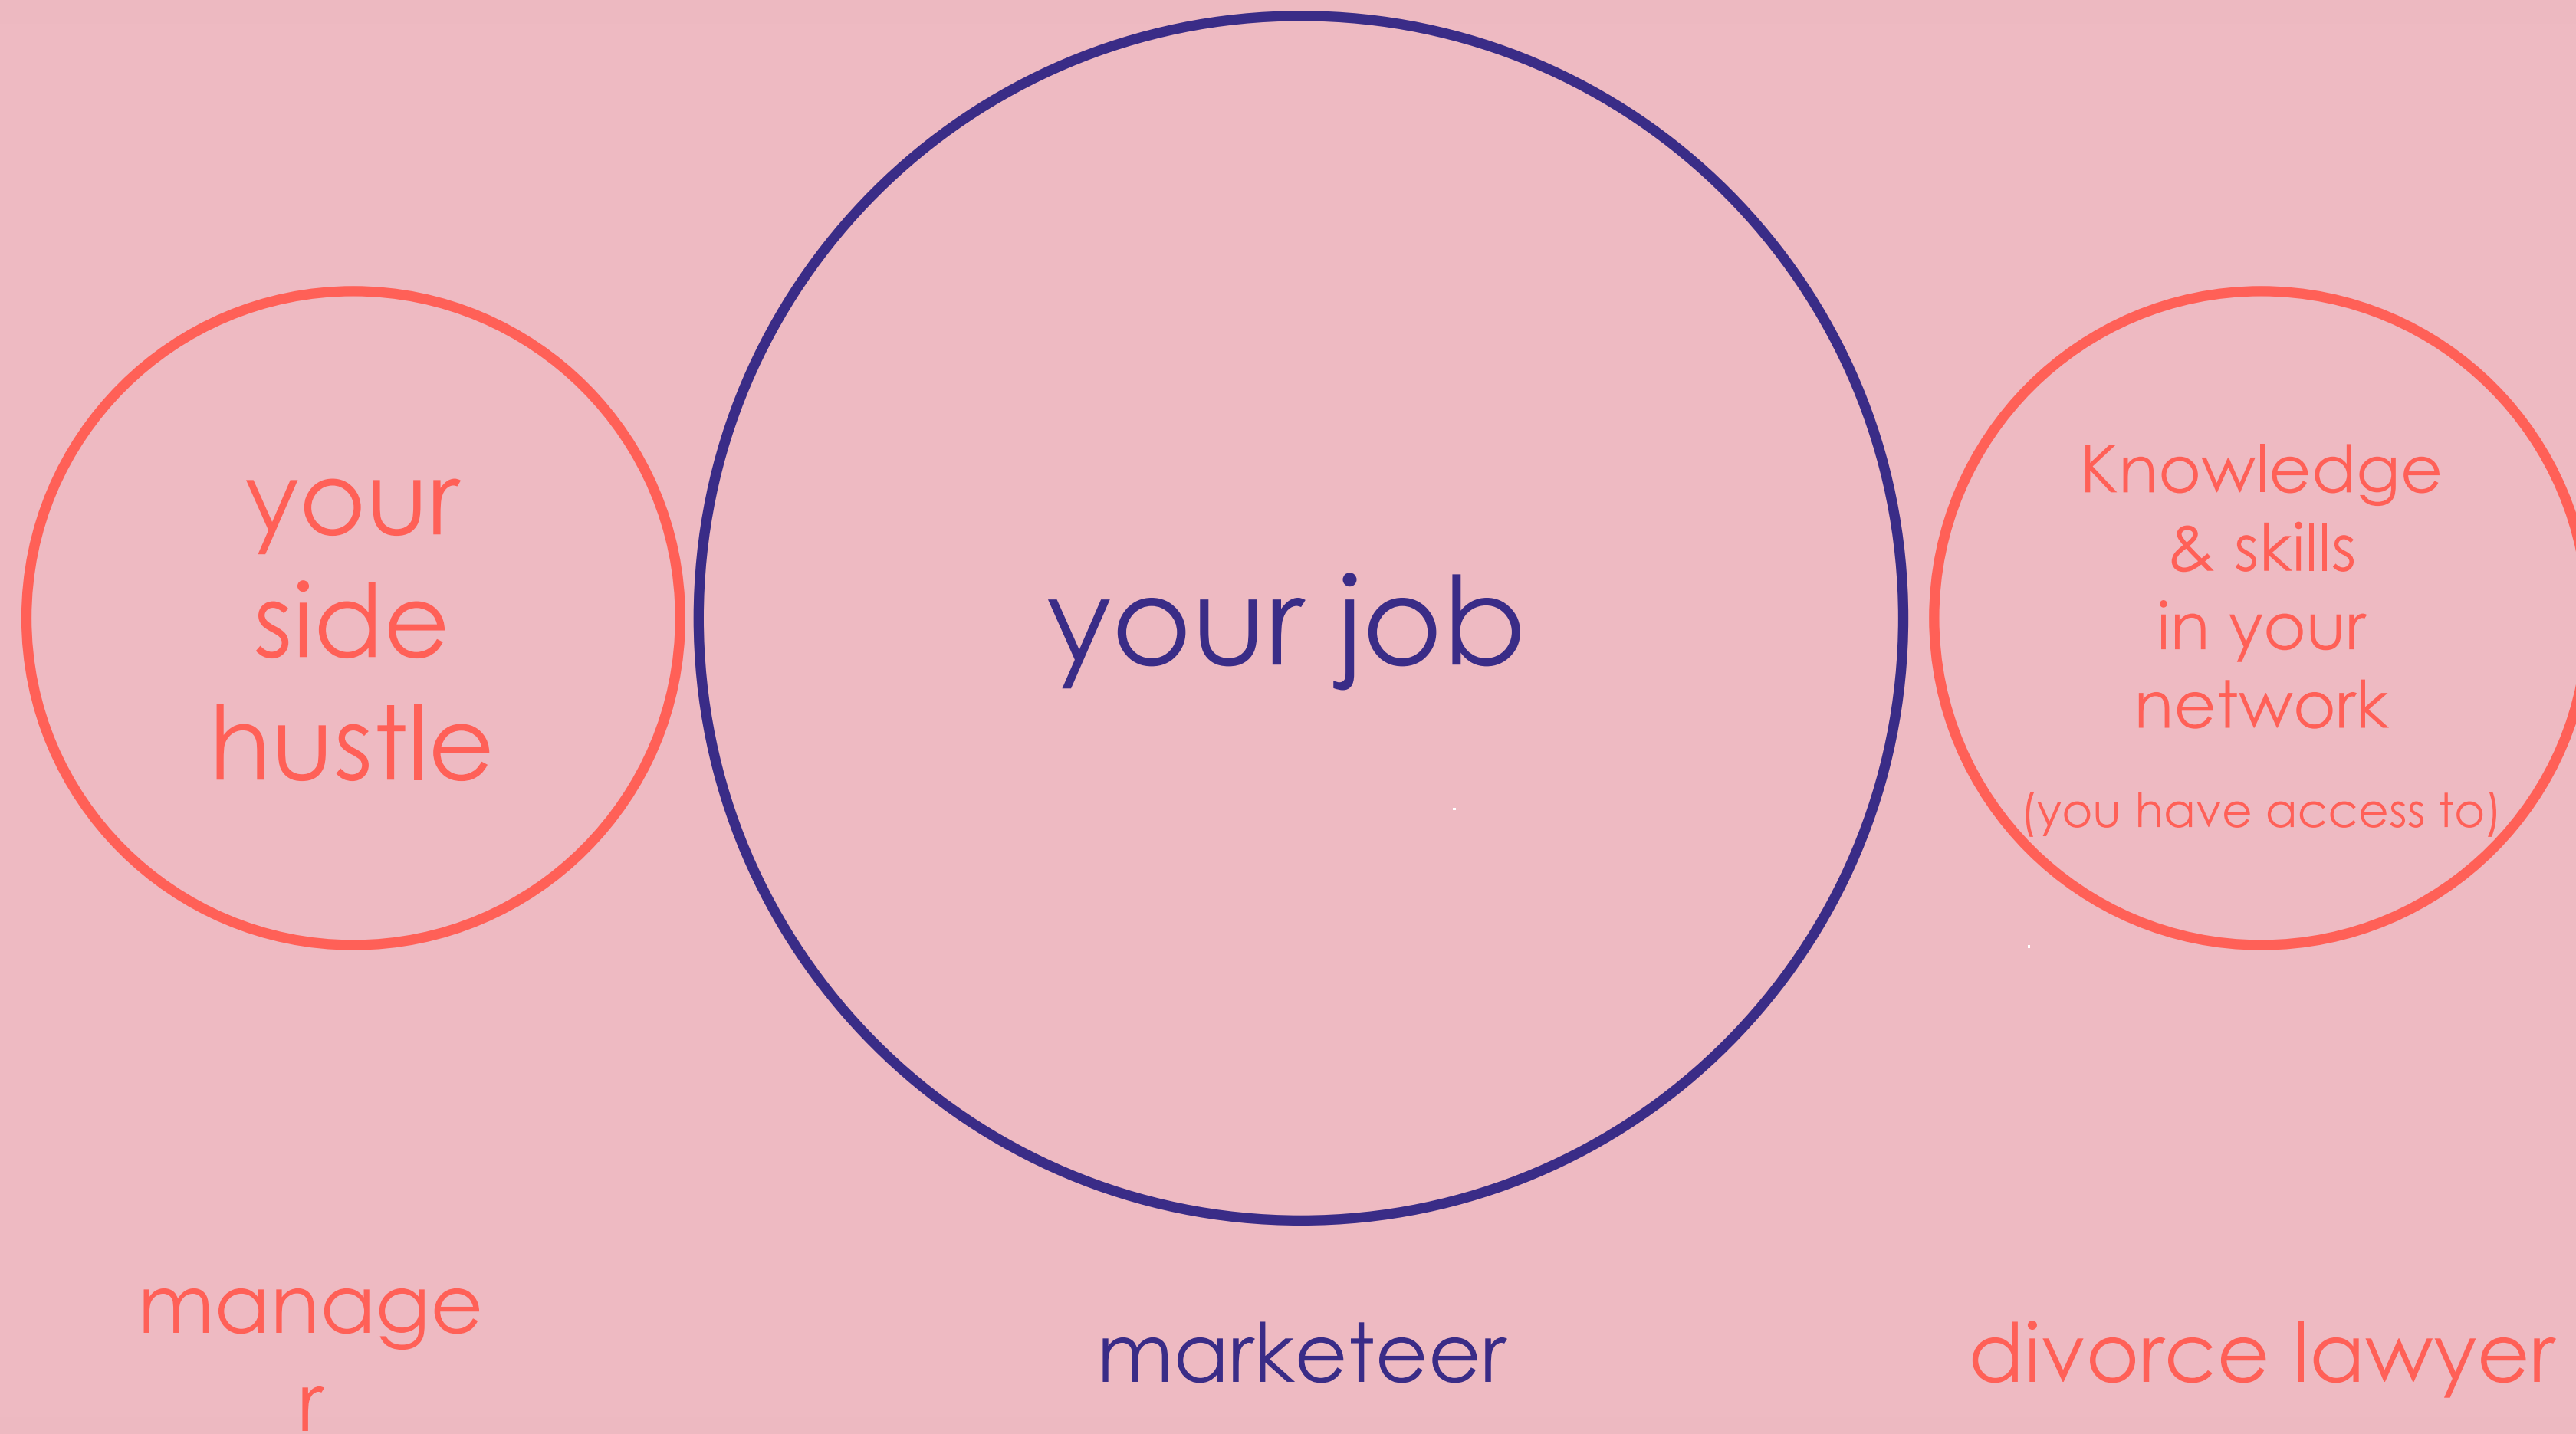 your
side
hustle
your job
Knowledge
& skills
in your
network
(you have access to)
manage
r
marketeer
divorce lawyer